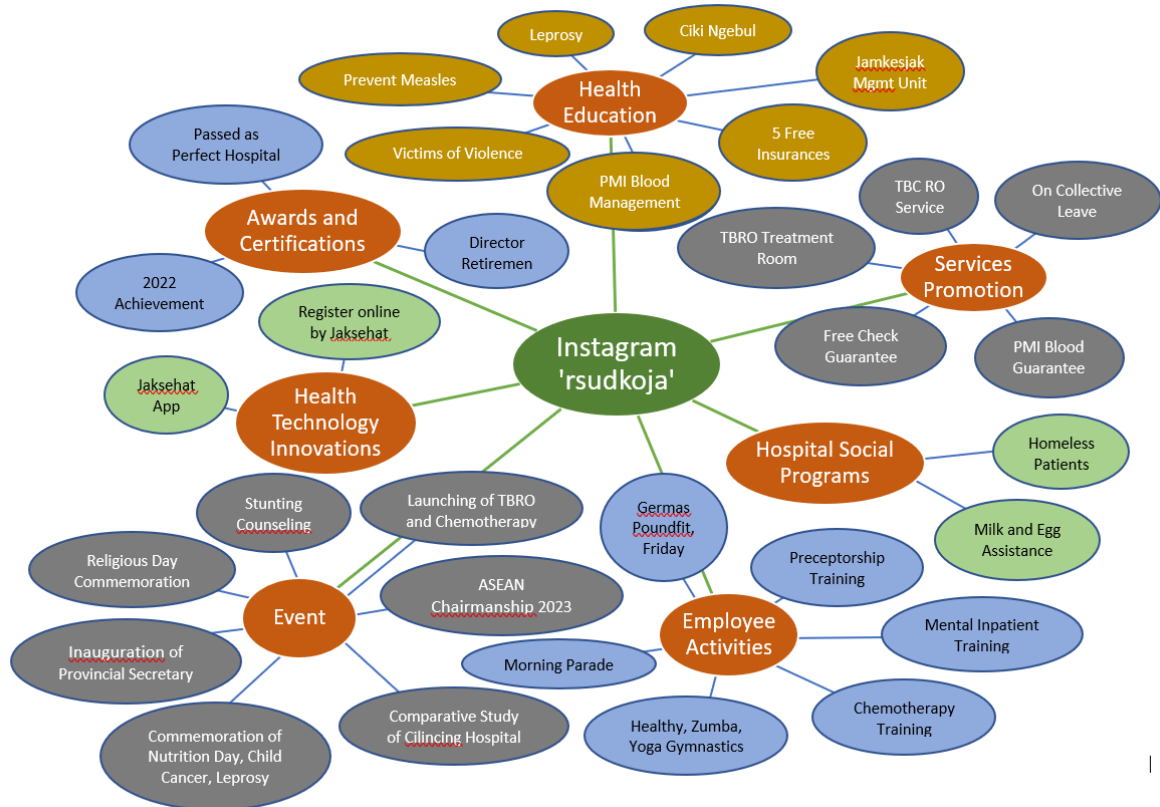 Leprosy
Ciki Ngebul
Prevent Measles
Health
Education
Jamkesjak
Mgmt Unit
Victims of Violence
5 Free
Insurances
PMI Blood
Management
Passed as
Perfect Hospital
Awards and
Certifications
Director
Retiremen
2022
Achievement
TBC RO
Service
On Collective
Leave
TBRO Treatment
Room
Services
Promotion
Free Check
Guarantee
PMI Blood
Guarantee
Register online
by Jaksehat
Jaksehat
App
Health
Technology
Innovations
Instagram
'rsudkoja'
Hospital Social
Programs
Homeless
Patients
Milk and Egg
Assistance
Stunting
Counseling
Launching of TBRO
and Chemotherapy
Religious Day
Commemoration
ASEAN
Chairmanship 2023
Event
Inauguration of
Provincial Secretary
Commemoration of
Nutrition Day, Child
Cancer, Leprosy
Comparative Study
of Cilincing Hospital
Germas
Poundfit,
Friday
Preceptorship
Training
Employee
Activities
Mental Inpatient
Training
Morning Parade
Healthy, Zumba,
Yoga Gymnastics
Chemotherapy
Training